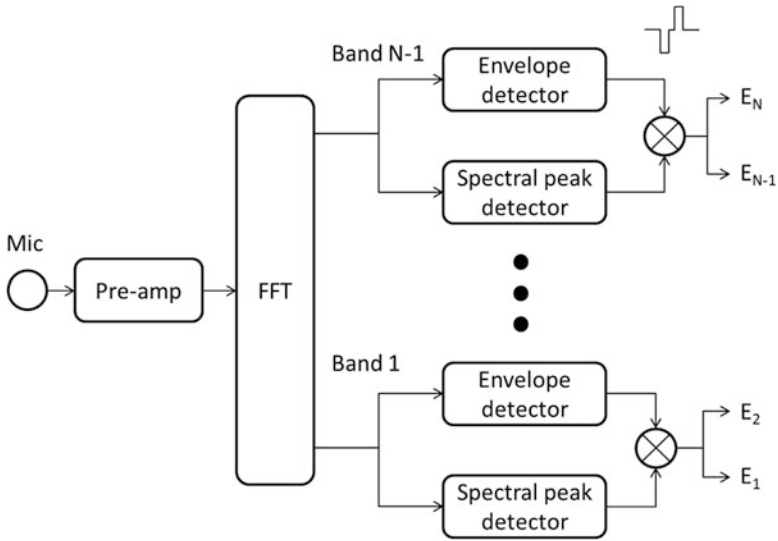 Band N-1
Envelope
detector
E_N
E_{N-1}
Spectral peak
detector
Mic
Pre-amp
FFT
Band 1
Envelope
detector
E_2
E_1
Spectral peak
detector